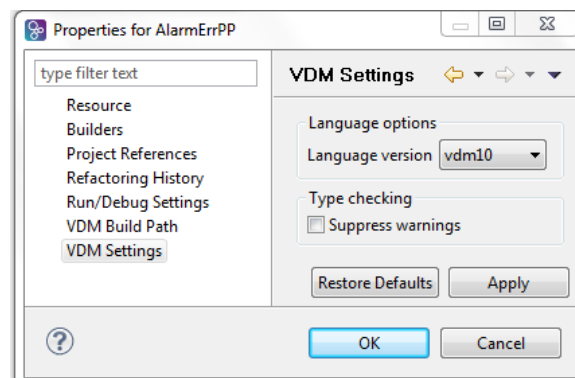 Properties for AlarmErrPP
type filter text
Resource
Builders
Project References
Refactoring History
Run/Debug Settings
VDM Build Path
VDM Settings
VDM Settings
Language options
Language version vdm10
Type checking
Suppress warnings
Restore Defaults Apply
? OK Cancel